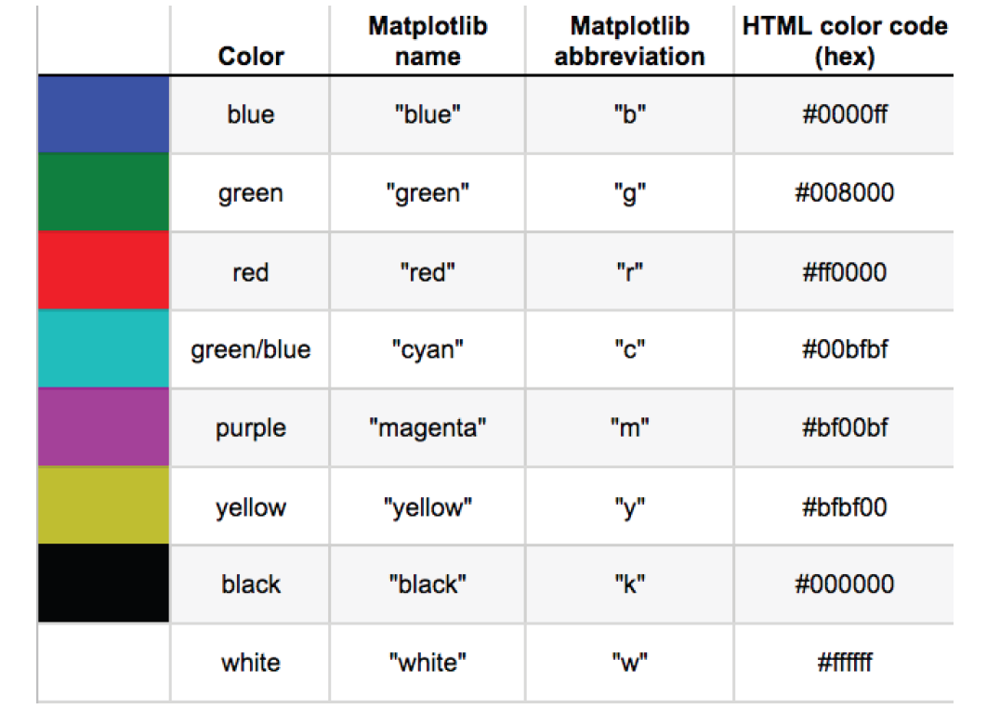 Color Matplotlib name Matplotlib abbreviation HTML color code (hex)
blue "blue" "b" #0000ff
green "green" "g" #008000
red "red" "r" #ff0000
green/blue "cyan" "c" #00bfbf
purple "magenta" "m" #bf00bf
yellow "yellow" "y" #bfbf00
black "black" "k" #000000
white "white" "w" #ffffff